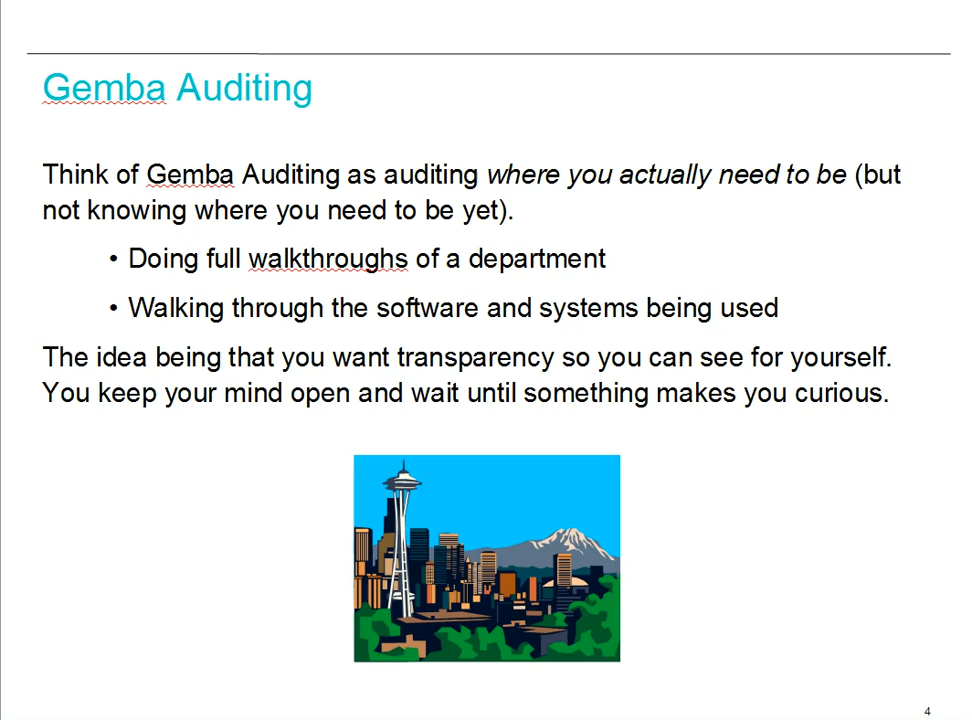 Gemba Auditing
Think of Gemba Auditing as auditing where you actually need to be (but
not knowing where you need to be yet).
• Doing full walkthroughs of a department
• Walking through the software and systems being used
The idea being that you want transparency so you can see for yourself.
You keep your mind open and wait until something makes you curious.
4